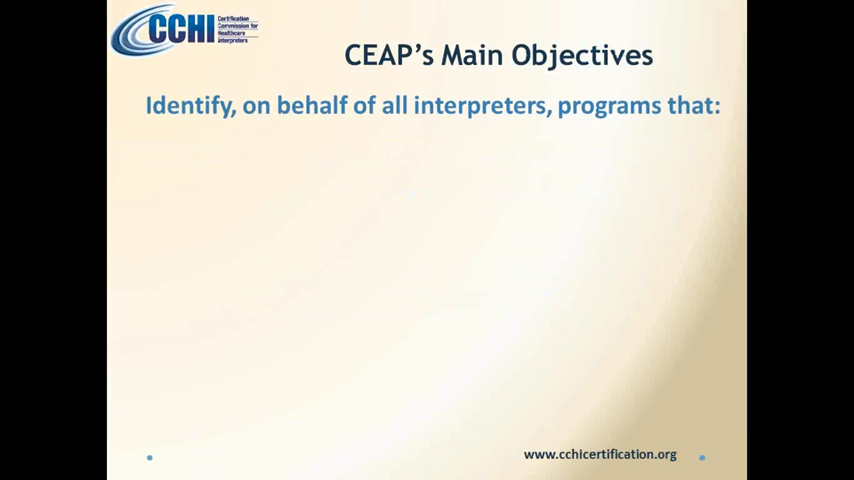 CCHI
Certification
Commission for
Healthcare
Interpreters
CEAP's Main Objectives
Identify, on behalf of all interpreters, programs that:
www.cchicertification.org